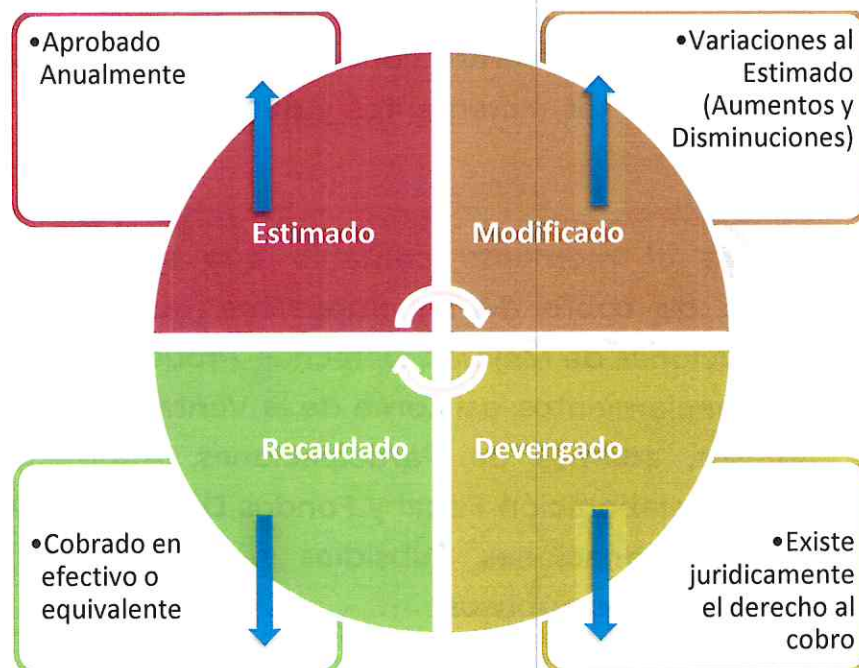 •Aprobado
Anualmente
•Variaciones al
Estimado
(Aumentos y
Disminuciones)
Estimado
Modificado
Recaudado
Devengado
•Cobrado en
efectivo o
equivalente
•Existe
juridicamente
el derecho al
cobro